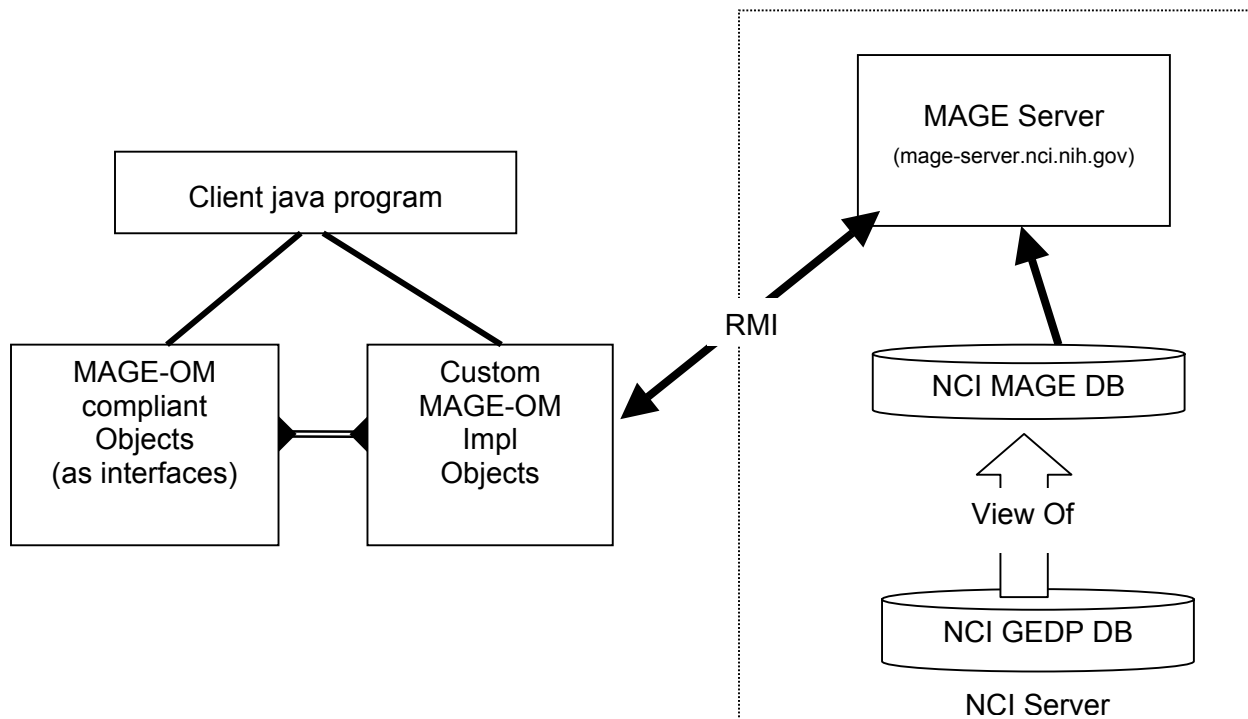 MAGE Server
(mage-server.nci.nih.gov)
Client java program
RMI
MAGE-OM
compliant
Objects
(as interfaces)
Custom
MAGE-OM
Impl
Objects
NCI MAGE DB
View Of
NCI GEDP DB
NCI Server